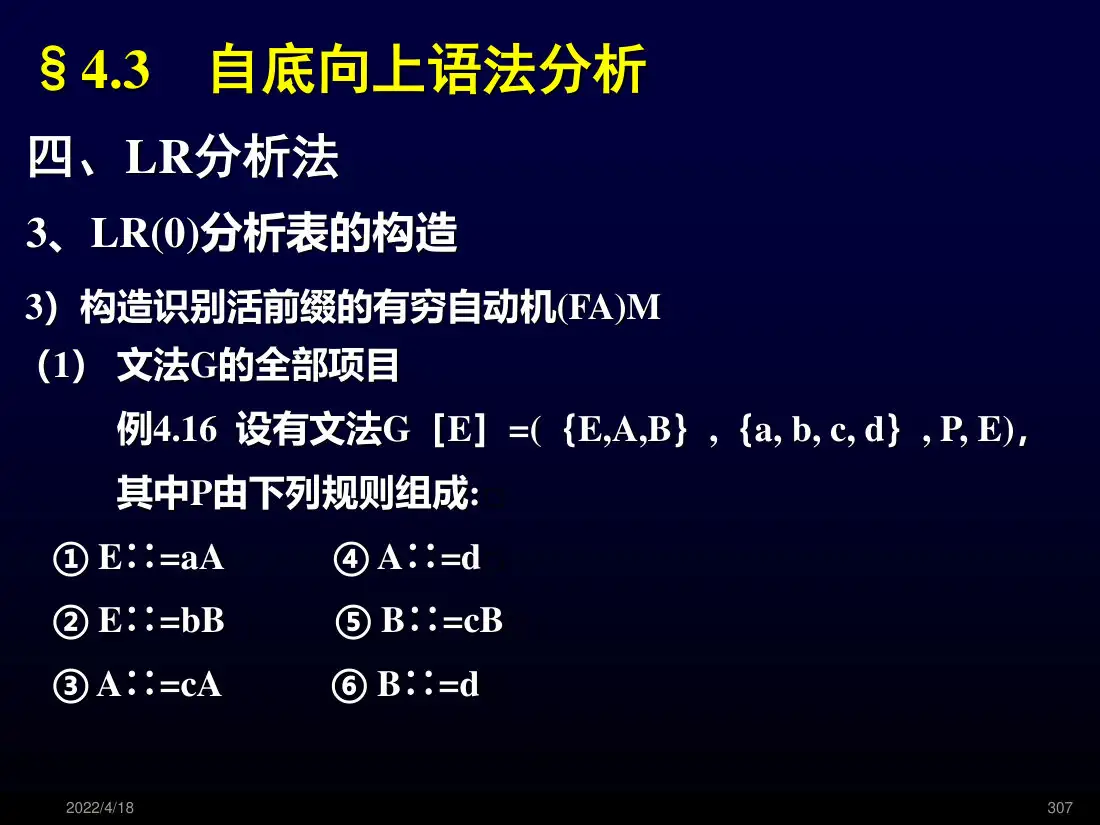 §4.3 自底向上语法分析
四、LR分析法
3、LR(0)分析表的构造
3）构造识别活前缀的有穷自动机(FA)M
（1） 文法G的全部项目
例4.16 设有文法G［E］=(｛E,A,B｝,｛a, b, c, d｝, P, E)，
其中P由下列规则组成:
① E∷=aA ④ A∷=d
② E∷=bB ⑤ B∷=cB
③ A∷=cA ⑥ B∷=d
2022/4/18 307